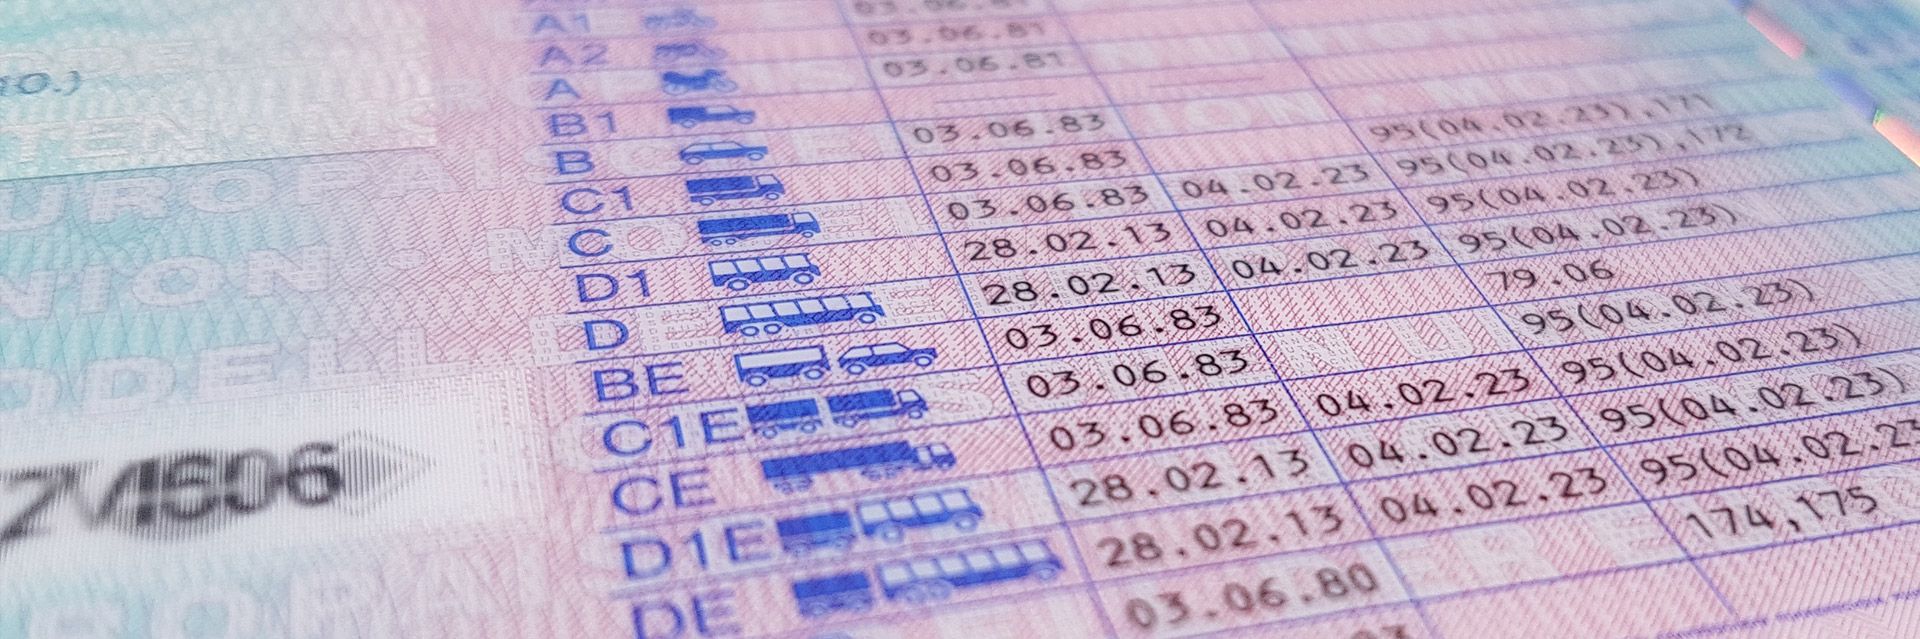 A1 03.06.81
A2 03.06.81
A 03.06.81
B1
B 03.06.83
C1 03.06.83 95(04.02.23),171
C 03.06.83 04.02.23 95(04.02.23),172
D1 28.02.13 04.02.23 95(04.02.23)
D 28.02.13 04.02.23 95(04.02.23)
BE 03.06.83 79.06
C1E 03.06.83 95(04.02.23)
CE 03.06.83 04.02.23 95(04.02.23)
D1E 28.02.13 04.02.23 95(04.02.23)
DE 28.02.13 04.02.23 95(04.02.23
03.06.80 174,175